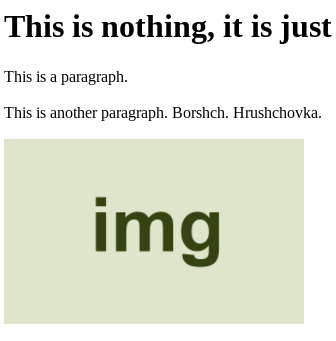 This is nothing, it is just
This is a paragraph.
This is another paragraph. Borshch. Hrushchovka.
img